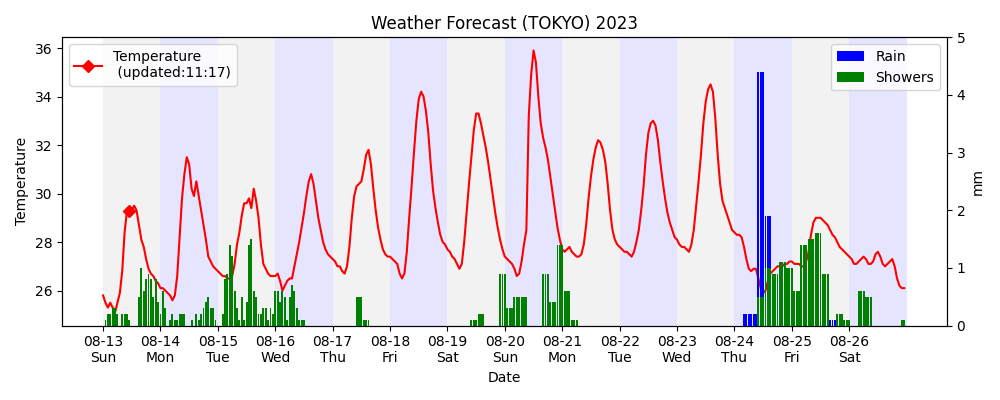 Weather Forecast (TOKYO) 2023
Temperature
(updated:11:17)
Rain
Showers
Temperature
36
34
32
30
28
26
5
4
3
2
1
0
mm
08-13 08-14 08-15 08-16 08-17 08-18 08-19 08-20 08-21 08-22 08-23 08-24 08-25 08-26
Sun Mon Tue Wed Thu Fri Sat Sun Mon Tue Wed Thu Fri Sat
Date